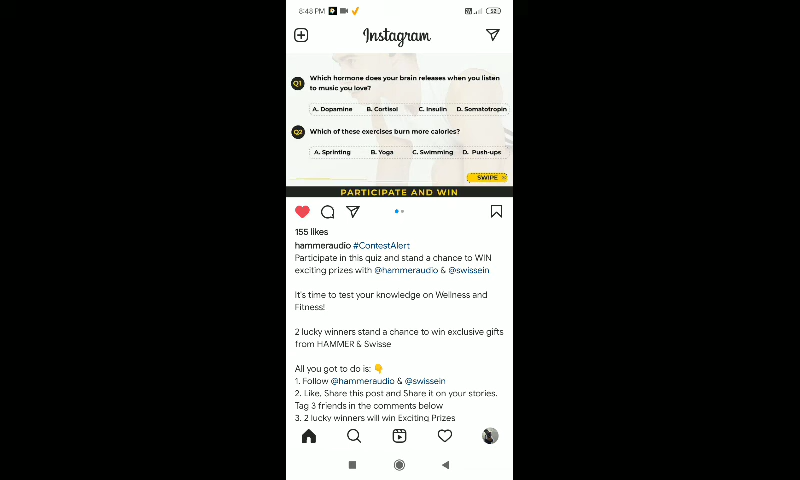 8:48 PM
52
Instagram
Q1 Which hormone does your brain releases when you listen
to music you love?
A. Dopamine B. Cortisol C. Insulin D. Somatotropin
Q2 Which of these exercises burn more calories?
A. Sprinting B. Yoga C. Swimming D. Push-ups
SWIPE
PARTICIPATE AND WIN
155 likes
hammeraudio #ContestAlert
Participate in this quiz and stand a chance to WIN
exciting prizes with @hammeraudio & @swissein
It's time to test your knowledge on Wellness and
Fitness!
2 lucky winners stand a chance to win exclusive gifts
from HAMMER & Swisse
All you got to do is: 👇
1. Follow @hammeraudio & @swissein
2. Like, Share this post and Share it on your stories.
Tag 3 friends in the comments below
3. 2 lucky winners will win Exciting Prizes